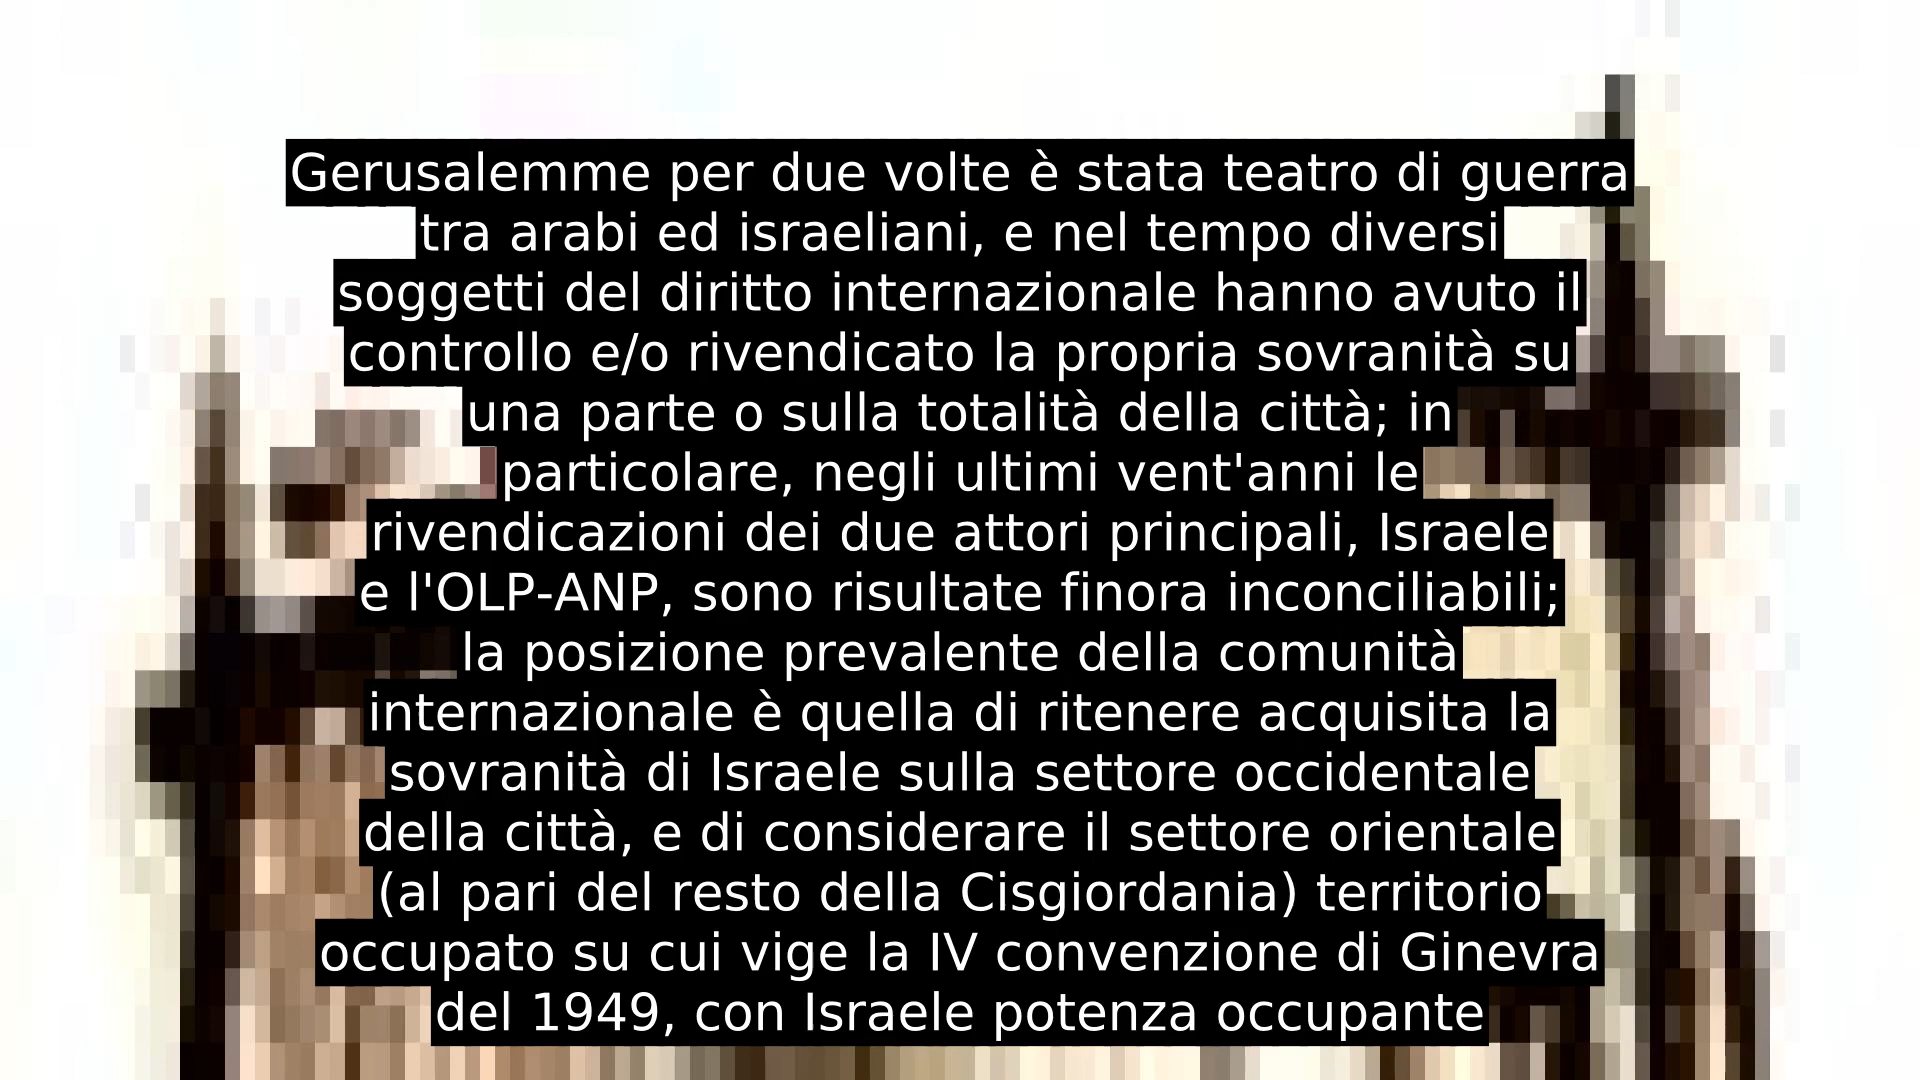 Gerusalemme per due volte è stata teatro di guerra
tra arabi ed israeliani, e nel tempo diversi
soggetti del diritto internazionale hanno avuto il
controllo e/o rivendicato la propria sovranità su
una parte o sulla totalità della città; in
particolare, negli ultimi vent'anni le
rivendicazioni dei due attori principali, Israele
e l'OLP-ANP, sono risultate finora inconciliabili;
la posizione prevalente della comunità
internazionale è quella di ritenere acquisita la
sovranità di Israele sulla settore occidentale
della città, e di considerare il settore orientale
(al pari del resto della Cisgiordania) territorio
occupato su cui vige la IV convenzione di Ginevra
del 1949, con Israele potenza occupante